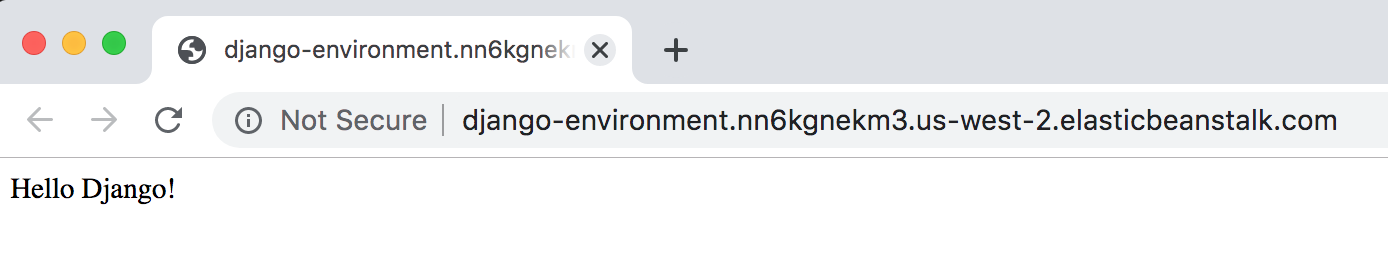 django-environment.nn6kgnek
Not Secure django-environment.nn6kgnekm3.us-west-2.elasticbeanstalk.com
Hello Django!